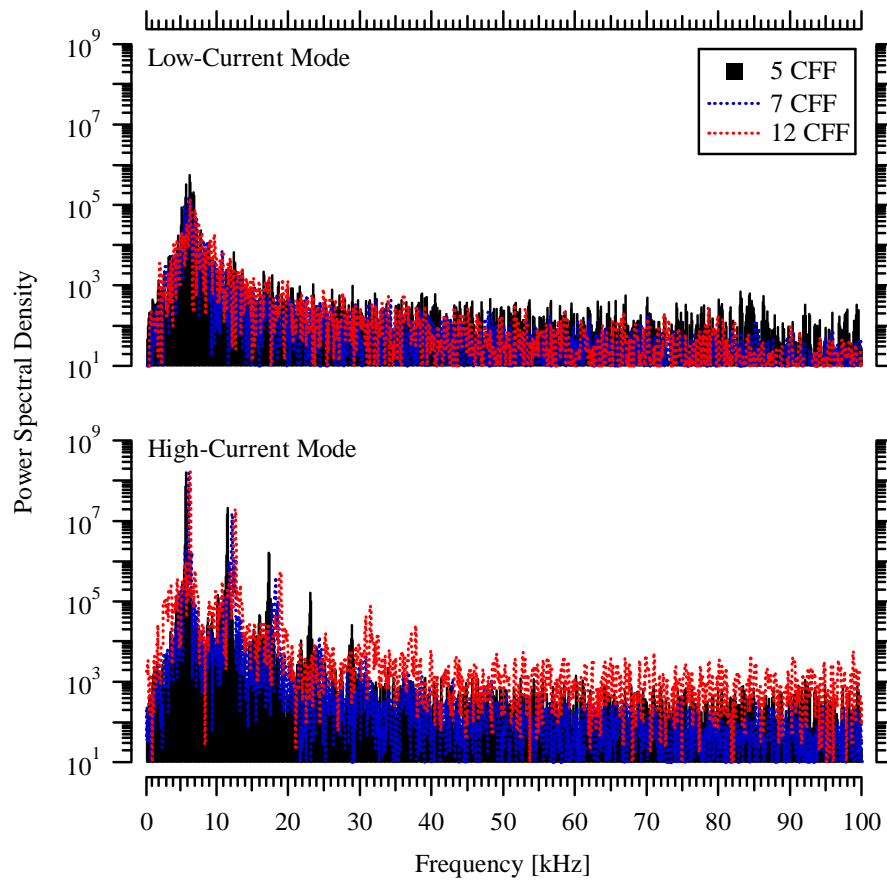 Low-Current Mode
5 CFF
7 CFF
12 CFF
10^9
10^7
10^5
10^3
10^1
Power Spectral Density
High-Current Mode
10^9
10^7
10^5
10^3
10^1
0 10 20 30 40 50 60 70 80 90 100
Frequency [kHz]